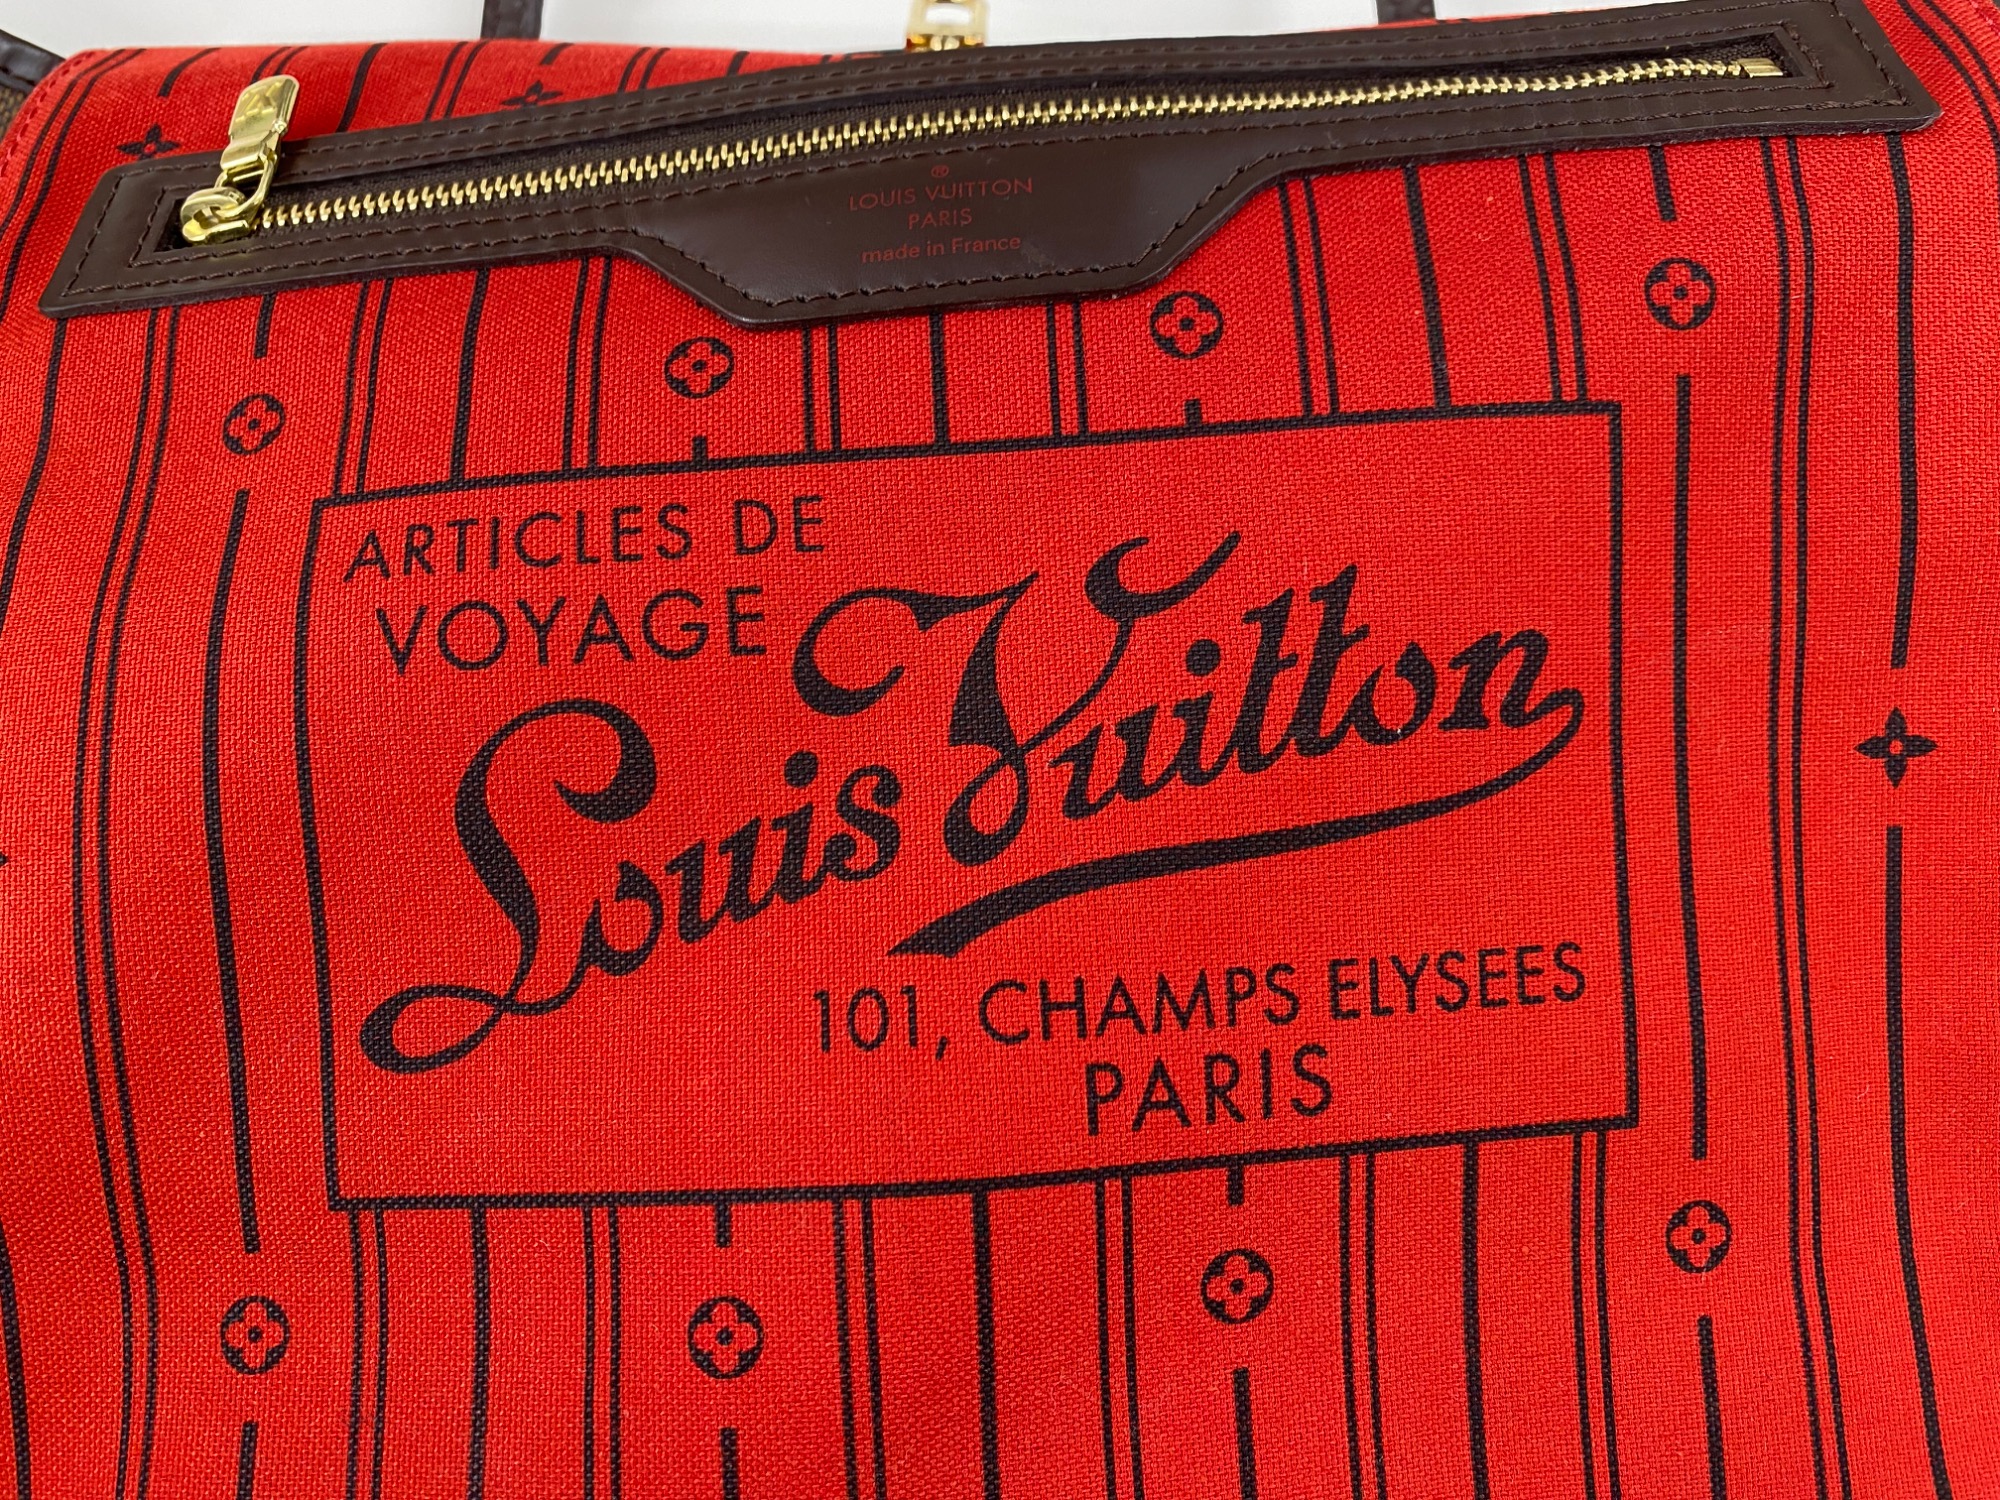 ®
LOUIS VUITTON
PARIS
made in France
ARTICLES DE
VOYAGE
Louis Vuitton
101, CHAMPS ELYSEES
PARIS